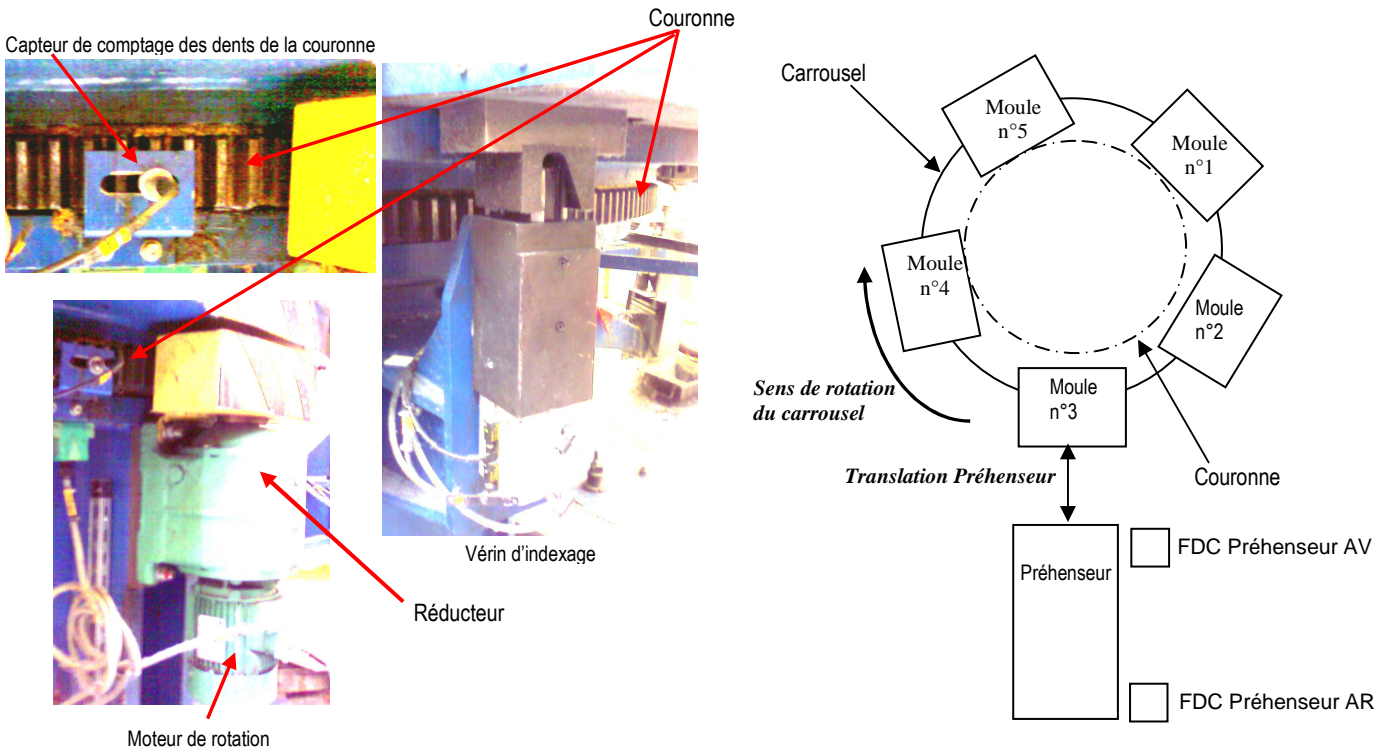 Couronne
Capteur de comptage des dents de la couronne
Vérin d'indexage
Réducteur
Moteur de rotation
Carrousel
Moule
n°5
Moule
n°1
Moule
n°4
Moule
n°2
Moule
n°3
Sens de rotation
du carrousel
Couronne
Translation Préhenseur
Préhenseur
FDC Préhenseur AV
FDC Préhenseur AR